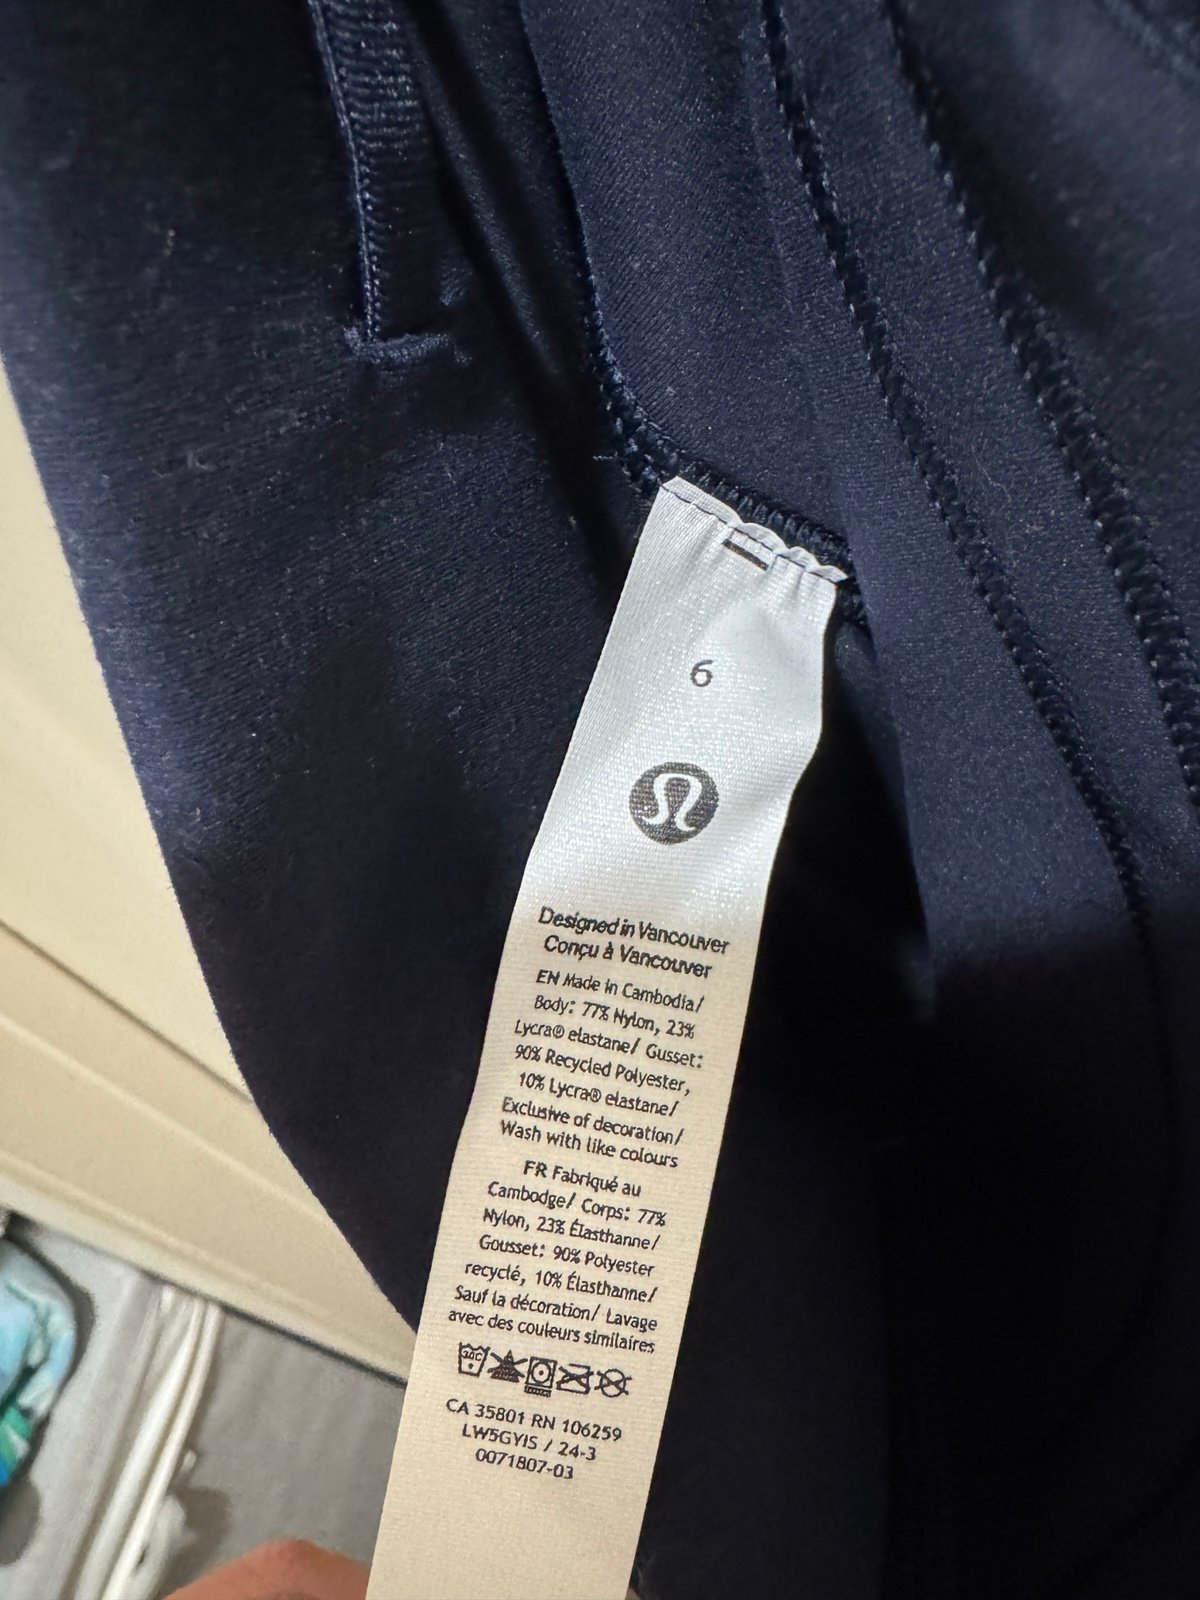 6
Designed in Vancouver
Conçu à Vancouver
EN Made in Cambodia/
Body: 77% Nylon, 23%
Lycra® elastane/ Gusset:
90% Recycled Polyester,
10% Lycra® elastane/
Exclusive of decoration/
Wash with like colours
FR Fabriqué au
Cambodge/ Corps: 77%
Nylon, 23% Élasthanne/
Gousset: 90% Polyester
recyclé, 10% Élasthanne/
Sauf la décoration/ Lavage
avec des couleurs similaires
30C
CA 35801 RN 106259
LW5GYIS / 24-3
0071807-03